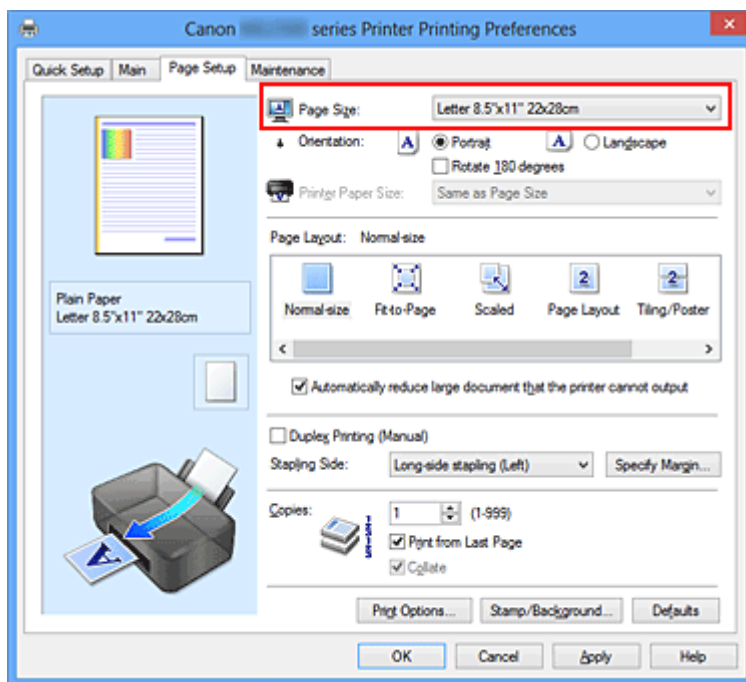 Canon series Printer Printing Preferences
Quick Setup Main Page Setup Maintenance
Page Size: Letter 8.5"x11" 22x28cm
Orientation: A Portrait A Landscape
Rotate 180 degrees
Printer Paper Size: Same as Page Size
Page Layout: Normal-size
2 2
Normal-size Fit-to-Page Scaled Page Layout Tiling/Poster
Automatically reduce large document that the printer cannot output
Plain Paper
Letter 8.5"x11" 22x28cm
Duplex Printing (Manual)
Stapling Side: Long-side stapling (Left) Specify Margin...
Copies: 1 (1-999)
Print from Last Page
Collate
A
Print Options... Stamp/Background... Defaults
OK Cancel Apply Help